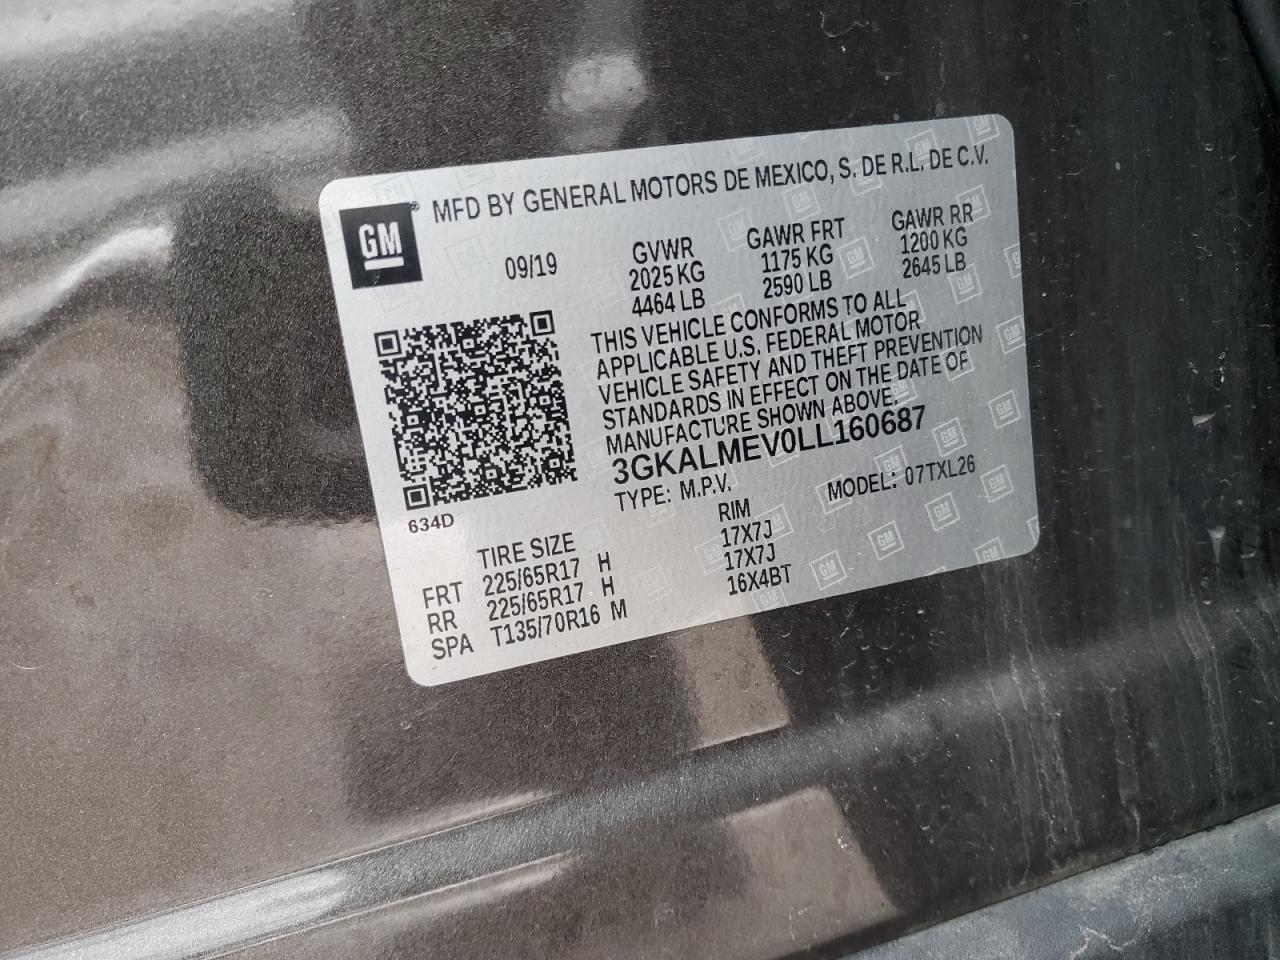 GM ® MFD BY GENERAL MOTORS DE MEXICO, S. DE R.L. DE C.V.
09/19 GVWR GAWR FRT GAWR RR
2025 KG 1175 KG 1200 KG
4464 LB 2590 LB 2645 LB
THIS VEHICLE CONFORMS TO ALL
APPLICABLE U.S. FEDERAL MOTOR
VEHICLE SAFETY AND THEFT PREVENTION
STANDARDS IN EFFECT ON THE DATE OF
MANUFACTURE SHOWN ABOVE.
3GKALMEV0LL160687
TYPE: M.P.V. MODEL: 07TXL26
634D
TIRE SIZE RIM
FRT 225/65R17 H 17X7J
RR 225/65R17 H 17X7J
SPA T135/70R16 M 16X4BT